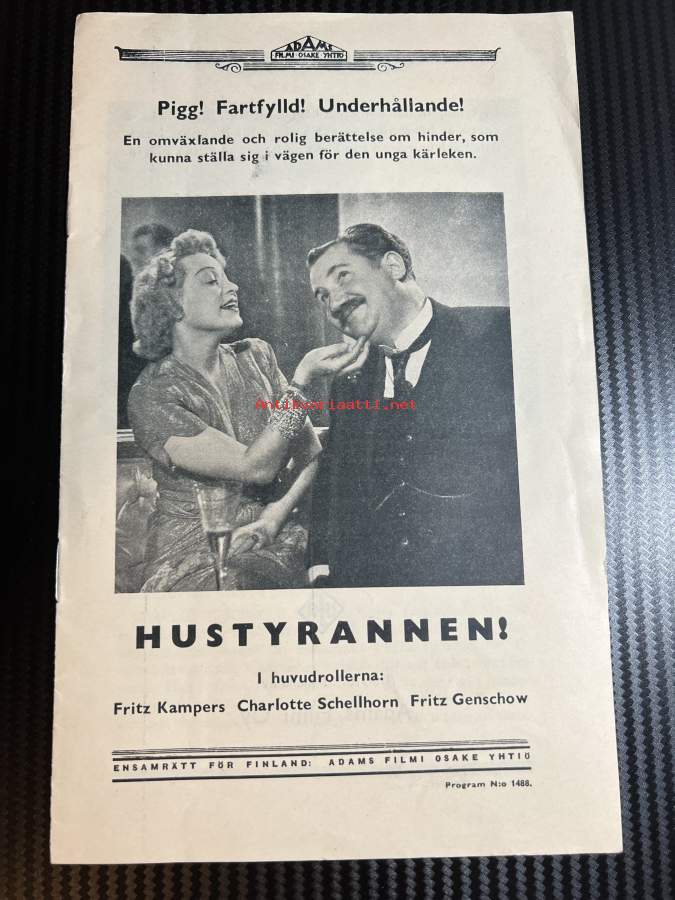 ADAMS
FILMI·OSAKE·YHTIÖ
Pigg! Fartfylld! Underhållande!
En omväxlande och rolig berättelse om hinder, som
kunna ställa sig i vägen för den unga kärleken.
Antikvariaatti.net
HUSTYRANNEN!
I huvudrollerna:
Fritz Kampers Charlotte Schellhorn Fritz Genschow
ENSAMRÄTT FÖR FINLAND: ADAMS FILMI OSAKE YHTIÖ
Program N:o 1488.